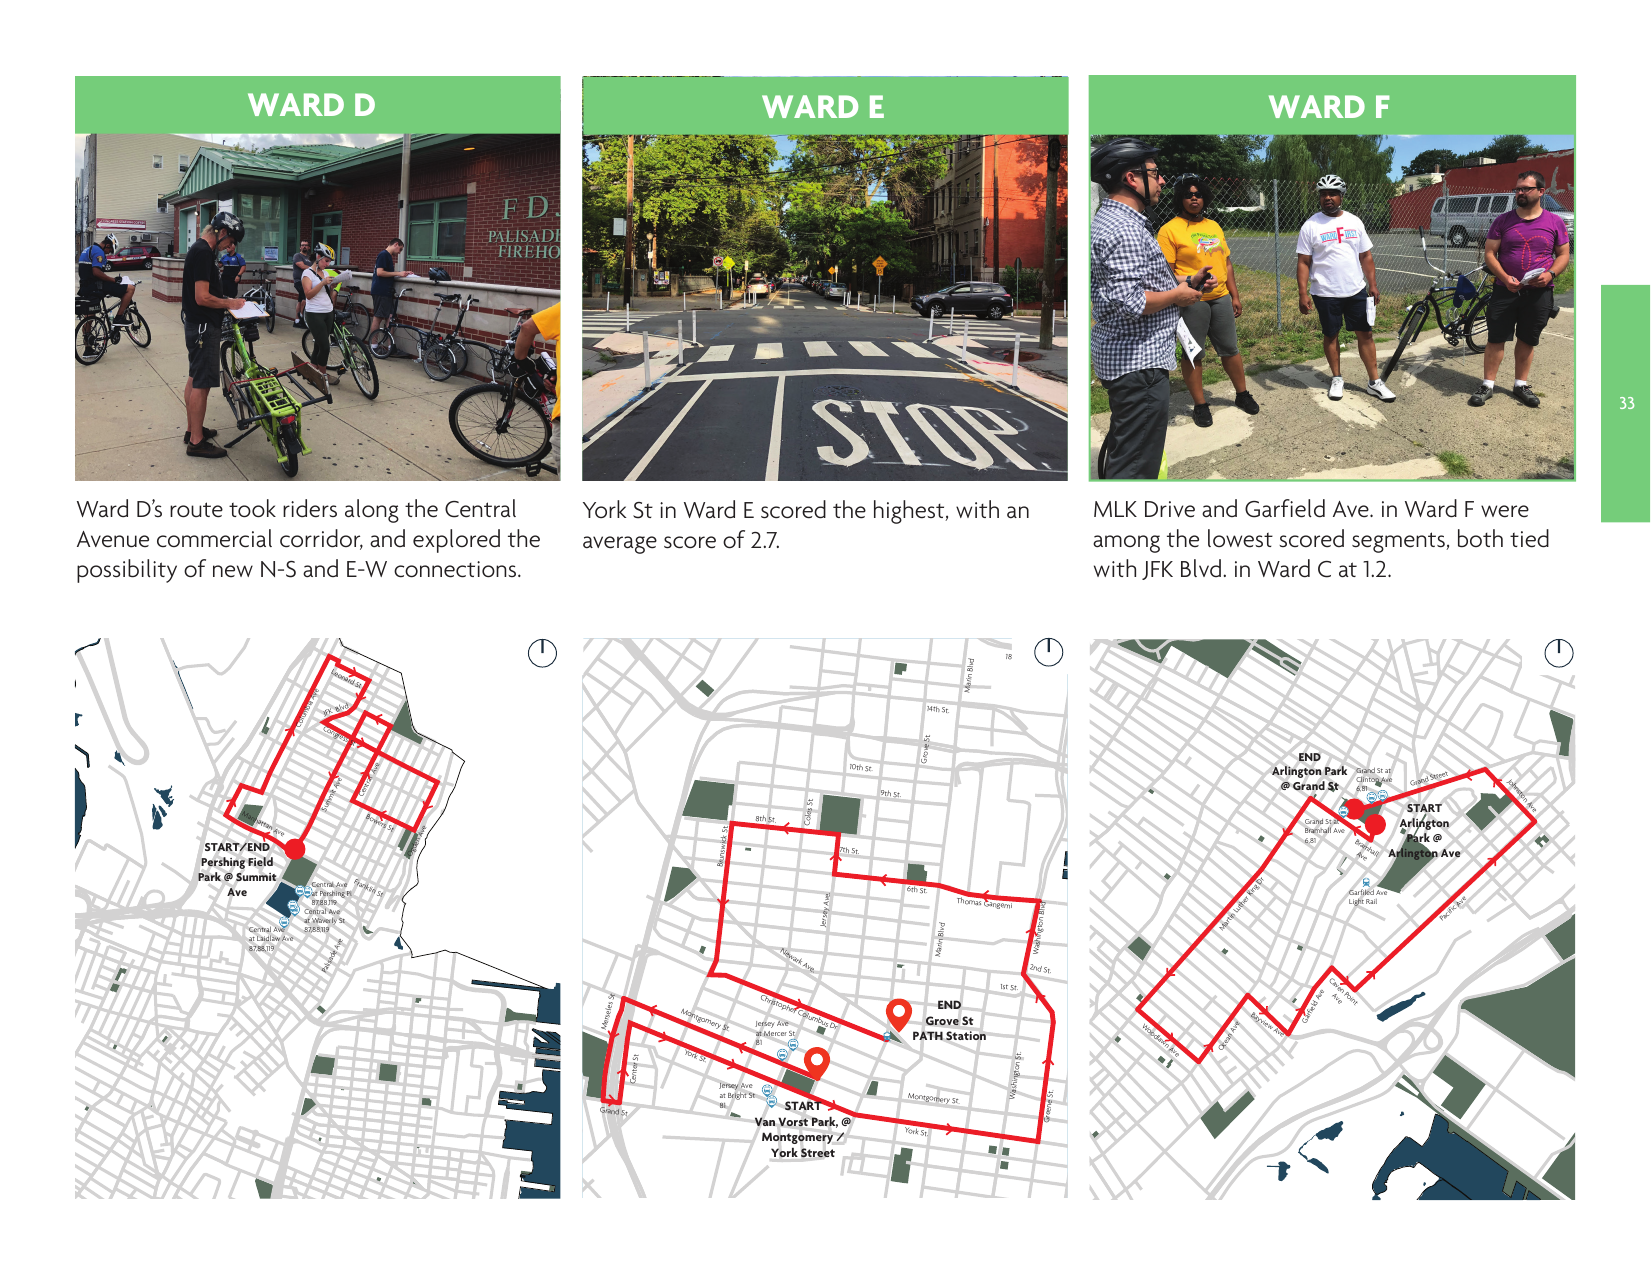 WARD D
WARD E
WARD F
F D
PALISAD
FIREHO
STOP
33
Ward D's route took riders along the Central
Avenue commercial corridor, and explored the
possibility of new N-S and E-W connections.
York St in Ward E scored the highest, with an
average score of 2.7.
MLK Drive and Garfield Ave. in Ward F were
among the lowest scored segments, both tied
with JFK Blvd. in Ward C at 1.2.
Leonard St.
Columbia Ave
JFK Blvd
Congress
Summit Ave
Central Ave
Manhattan Ave
Bowers St.
START/END
Pershing Field
Park @ Summit
Ave
Central Ave
at Pershing Pl
87,88,119
Franklin St
Central Ave
at Waverly St
87,88,119
Central Ave
at Laidlaw Ave
87,88,119
Palisade Ave
18
Marin Blvd
14th St.
Grove St.
10th St.
9th St.
Coles St.
8th St.
Brunswick St.
7th St.
6th St.
Thomas Gangemi
Jersey Ave
Marin Blvd
Washington Blvd
Newark Ave
2nd St.
1st St.
Christopher Columbus Dr.
END
Grove St
PATH Station
Merseles St.
Montgomery St.
Jersey Ave
at Mercer St
81
York St.
Center St
Jersey Ave
at Bright St
81
Grand St.
START
Van Vorst Park, @
Montgomery /
York Street
Montgomery St.
Washington St.
Greene St.
York St.
END
Arlington Park
@ Grand St
Grand St at
Clinton Ave
6,81
Grand Street
Johnston Ave
START
Arlington
Park @
Arlington Ave
Grand St at
Bramhall Ave
6,81
Bramhall
Ave
Garfiled Ave
Light Rail
Martin Luther King Dr
Pacific Ave
Caven Point
Ave
Garfield Ave
Bayview Ave
Ocean Ave
Woodlawn Ave